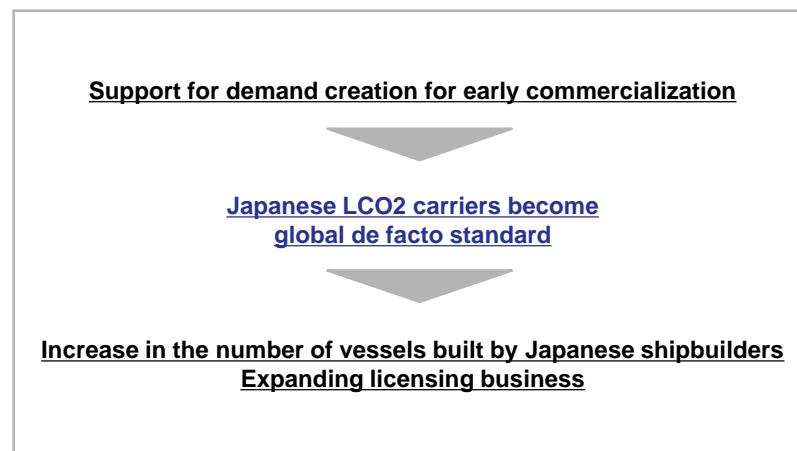 Support for demand creation for early commercialization
Japanese LCO2 carriers become
global de facto standard
Increase in the number of vessels built by Japanese shipbuilders
Expanding licensing business